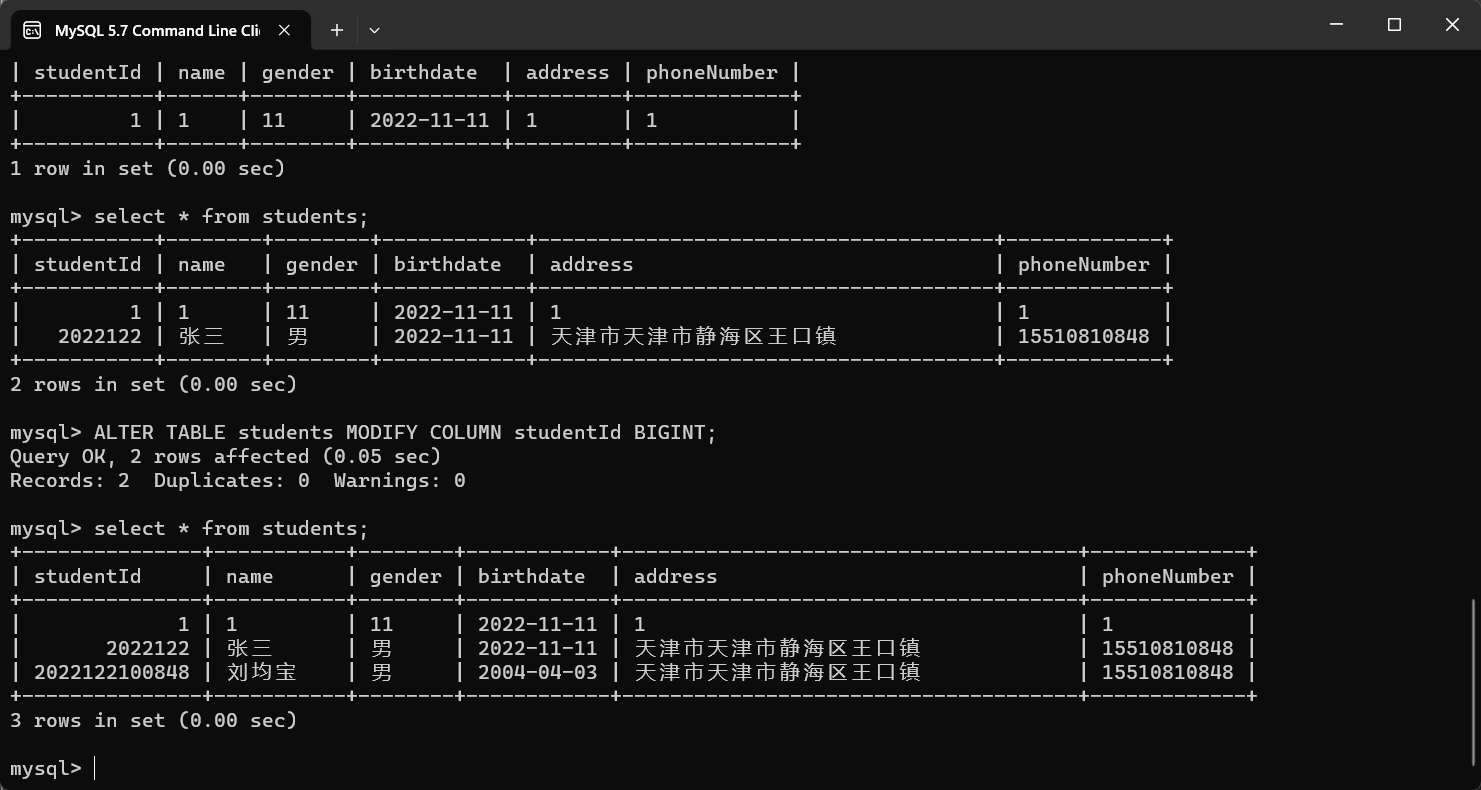 MySQL 5.7 Command Line Cli
| studentId | name | gender | birthdate  | address | phoneNumber |
+-----------+------+--------+------------+---------+-------------+
|         1 | 1    | 11     | 2022-11-11 | 1       | 1           |
+-----------+------+--------+------------+---------+-------------+
1 row in set (0.00 sec)
mysql> select * from students;
+-----------+--------+--------+------------+--------------------------------------+-------------+
| studentId | name   | gender | birthdate  | address                              | phoneNumber |
+-----------+--------+--------+------------+--------------------------------------+-------------+
|         1 | 1      | 11     | 2022-11-11 | 1                                    | 1           |
|   2022122 | 张三   | 男     | 2022-11-11 | 天津市天津市静海区王口镇             | 15510810848 |
+-----------+--------+--------+------------+--------------------------------------+-------------+
2 rows in set (0.00 sec)
mysql> ALTER TABLE students MODIFY COLUMN studentId BIGINT;
Query OK, 2 rows affected (0.05 sec)
Records: 2  Duplicates: 0  Warnings: 0
mysql> select * from students;
+---------------+-----------+--------+------------+--------------------------------------+-------------+
| studentId     | name      | gender | birthdate  | address                              | phoneNumber |
+---------------+-----------+--------+------------+--------------------------------------+-------------+
|             1 | 1         | 11     | 2022-11-11 | 1                                    | 1           |
|       2022122 | 张三      | 男     | 2022-11-11 | 天津市天津市静海区王口镇             | 15510810848 |
| 2022122100848 | 刘均宝    | 男     | 2004-04-03 | 天津市天津市静海区王口镇             | 15510810848 |
+---------------+-----------+--------+------------+--------------------------------------+-------------+
3 rows in set (0.00 sec)
mysql>